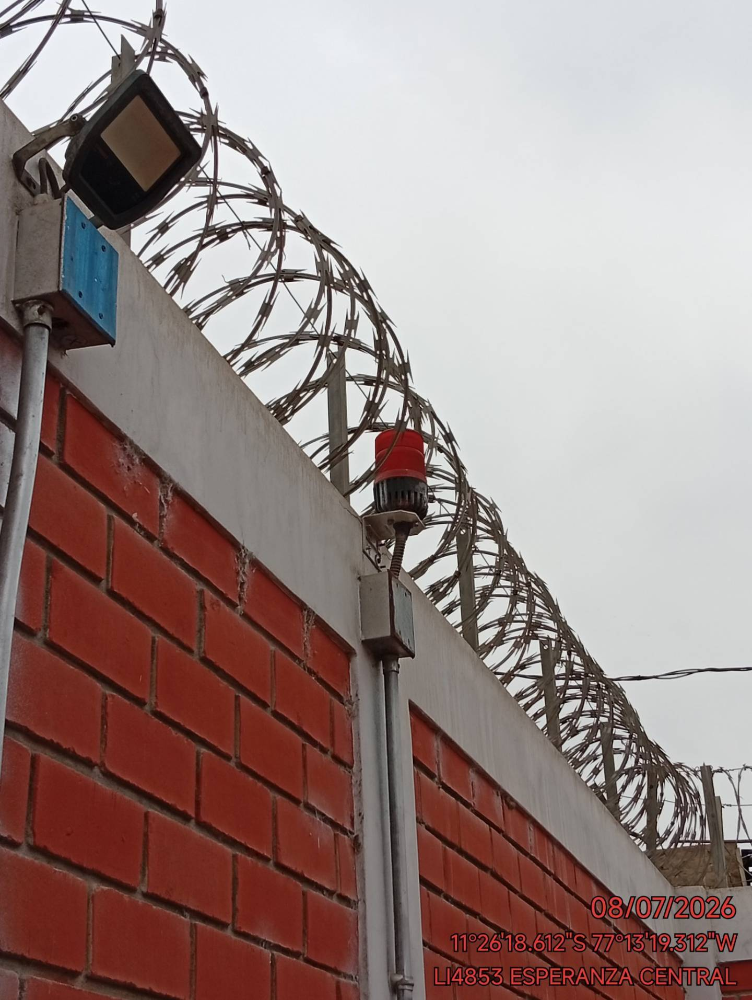 08/07/2026
11°26'18.612"S 77°13'19.312"W
LI4853 ESPERANZA CENTRAL